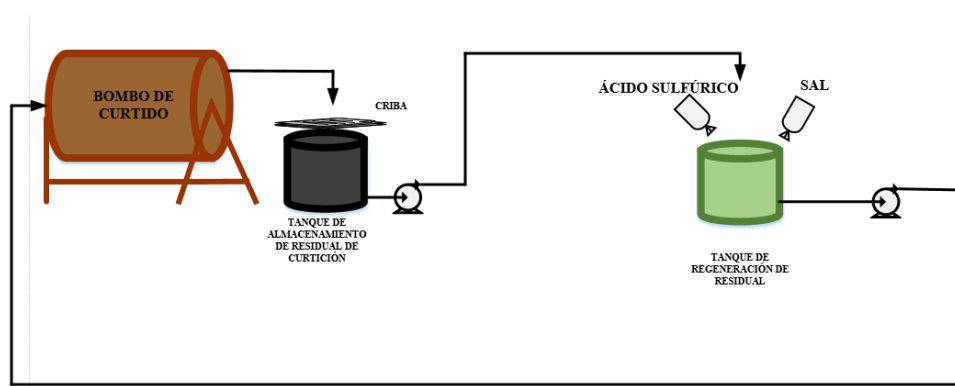 BOMBO DE
CURTIDO
CRIBA
TANQUE DE
ALMACENAMIENTO
DE RESIDUAL DE
CURTICIÓN
ÁCIDO SULFÚRICO
SAL
TANQUE DE
REGENERACIÓN DE
RESIDUAL